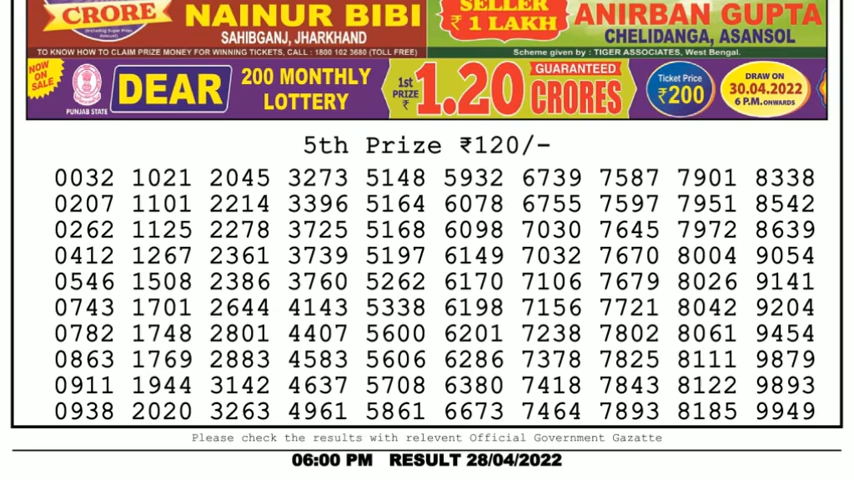 CRORE
NAINUR BIBI
SAHIBGANJ, JHARKHAND
SELLER
₹ 1 LAKH
ANIRBAN GUPTA
CHELIDANGA, ASANSOL
TO KNOW HOW TO CLAIM PRIZE MONEY FOR WINNING TICKETS, CALL : 1800 102 3680 (TOLL FREE)
Scheme given by : TIGER ASSOCIATES, West Bengal.
NOW
ON
SALE
PUNJAB STATE
DEAR
200 MONTHLY
LOTTERY
1st
PRIZE
₹
1.20
GUARANTEED
CRORES
Ticket Price
₹200
DRAW ON
30.04.2022
6 P.M. ONWARDS
5th Prize ₹120/-
0032 1021 2045 3273 5148 5932 6739 7587 7901 8338
0207 1101 2214 3396 5164 6078 6755 7597 7951 8542
0262 1125 2278 3725 5168 6098 7030 7645 7972 8639
0412 1267 2361 3739 5197 6149 7032 7670 8004 9054
0546 1508 2386 3760 5262 6170 7106 7679 8026 9141
0743 1701 2644 4143 5338 6198 7156 7721 8042 9204
0782 1748 2801 4407 5600 6201 7238 7802 8061 9454
0863 1769 2883 4583 5606 6286 7378 7825 8111 9879
0911 1944 3142 4637 5708 6380 7418 7843 8122 9893
0938 2020 3263 4961 5861 6673 7464 7893 8185 9949
Please check the results with relevent Official Government Gazatte
06:00 PM RESULT 28/04/2022